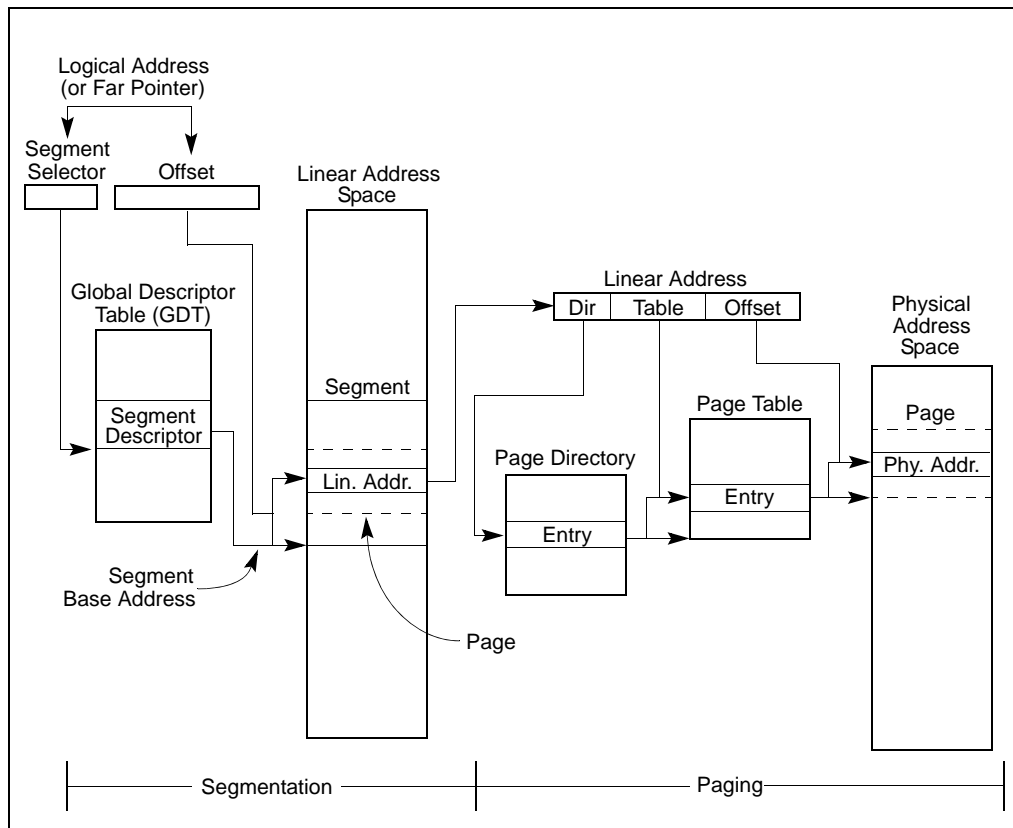 Logical Address
(or Far Pointer)
Segment
Selector
Offset
Linear Address
Space
Global Descriptor
Table (GDT)
Segment
Descriptor
Segment
Lin. Addr.
Segment
Base Address
Page
Linear Address
Dir
Table
Offset
Physical
Address
Space
Page Table
Page Directory
Entry
Entry
Page
Phy. Addr.
Segmentation
Paging